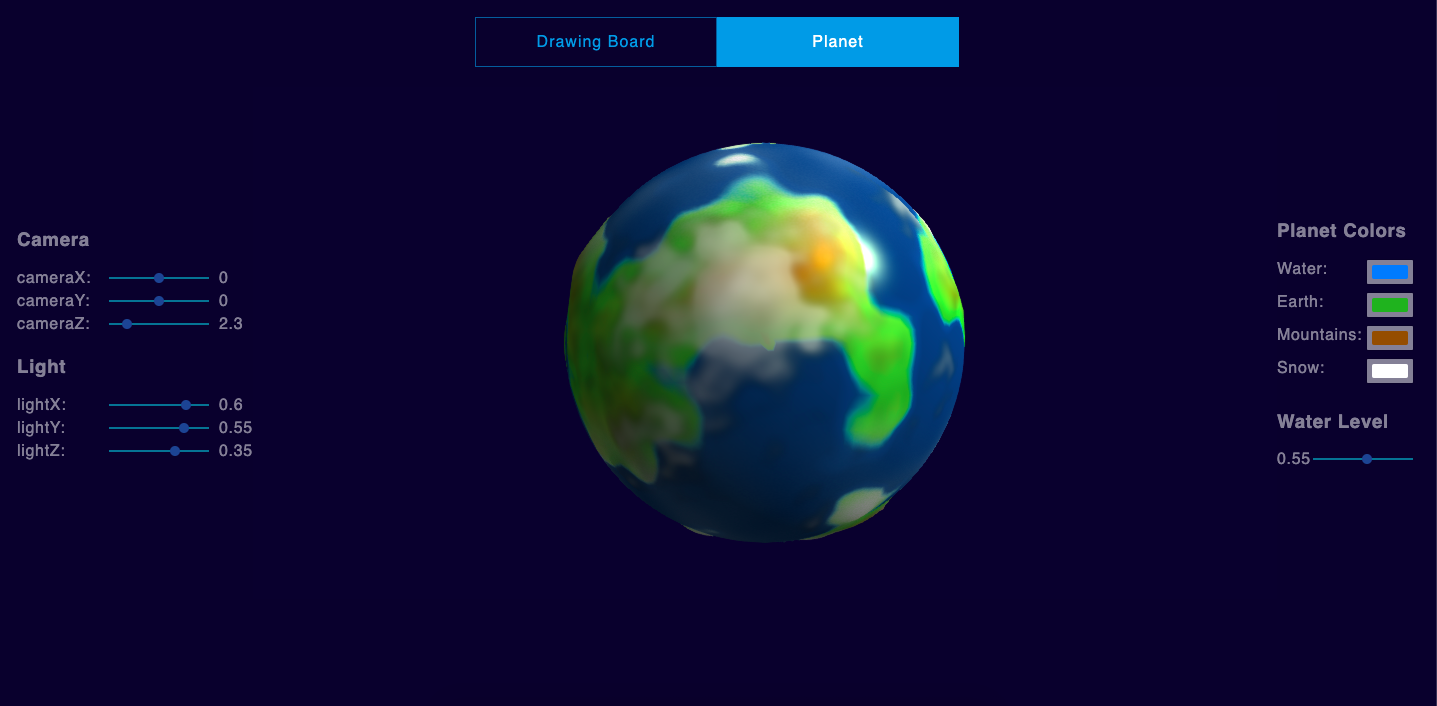 Drawing Board
Planet
Camera
cameraX: 0
cameraY: 0
cameraZ: 2.3
Light
lightX: 0.6
lightY: 0.55
lightZ: 0.35
Planet Colors
Water:
Earth:
Mountains:
Snow:
Water Level
0.55